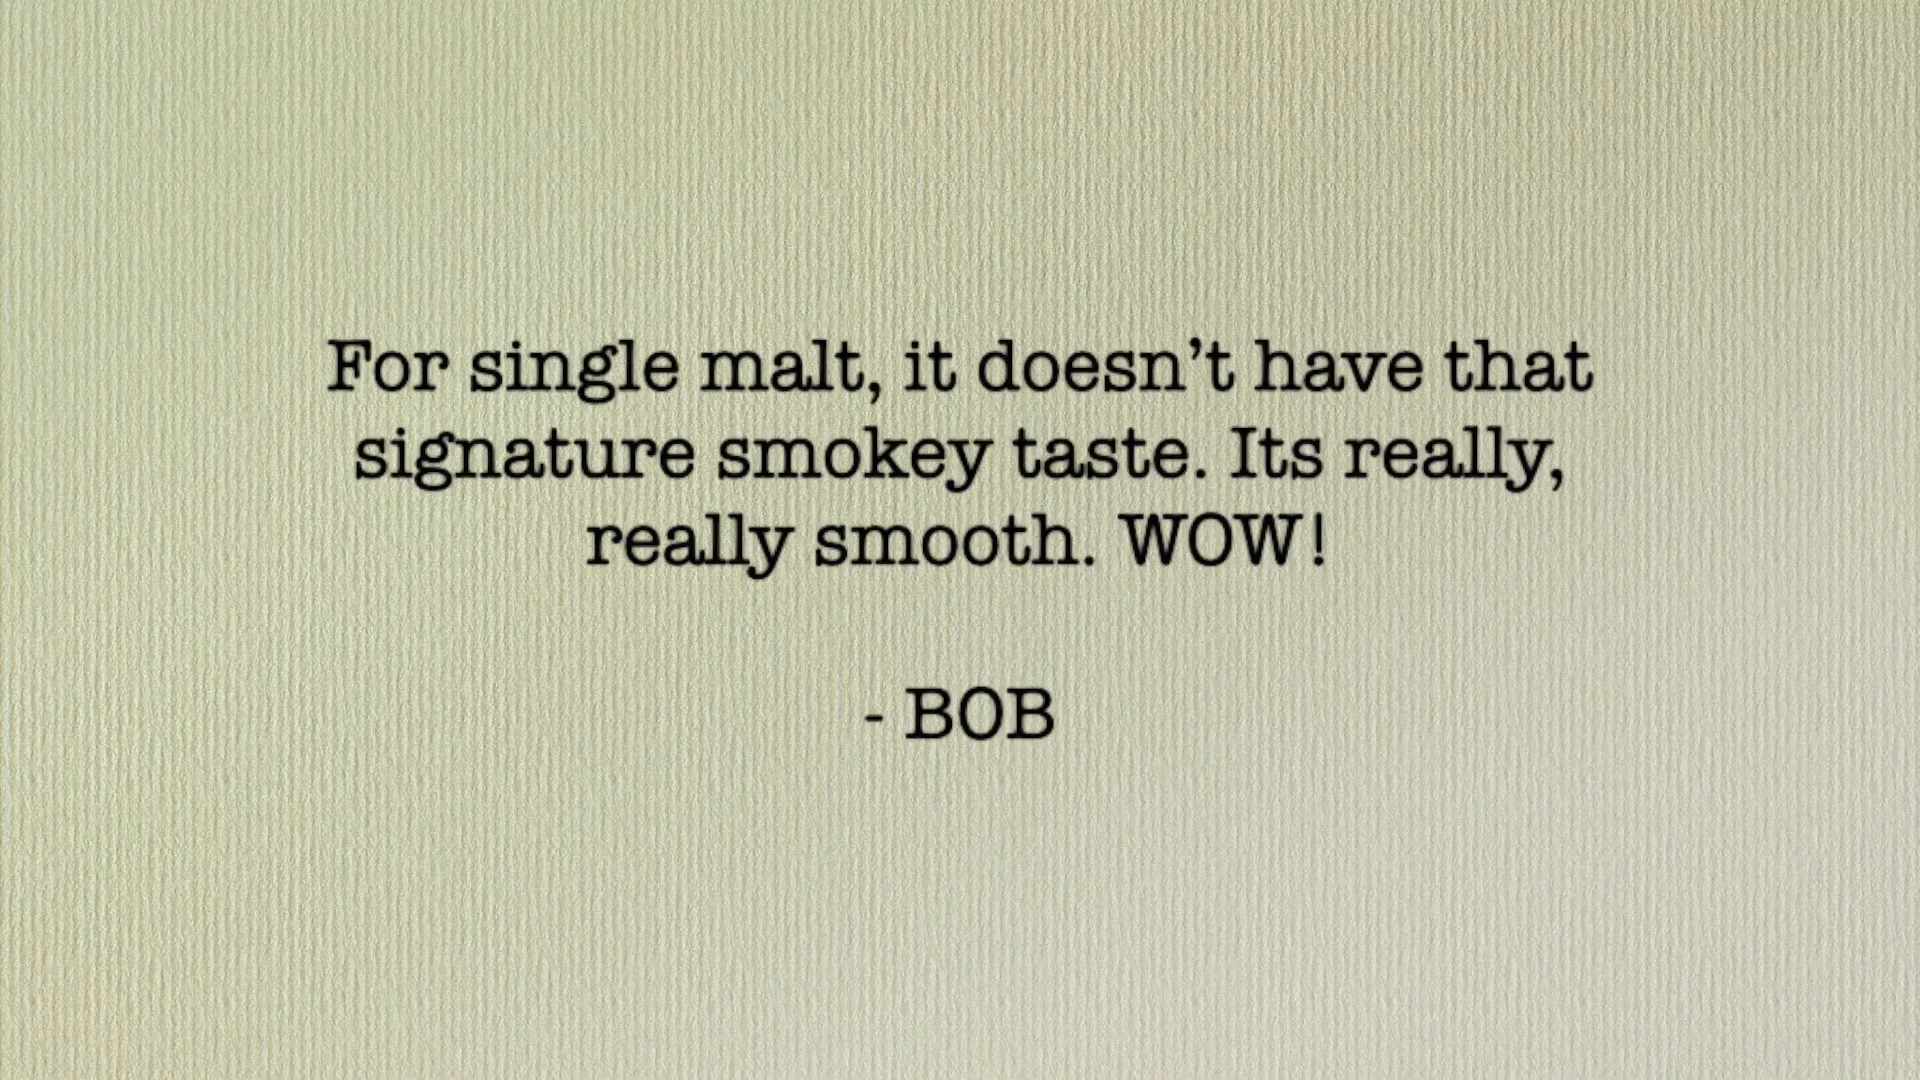 For single malt, it doesn’t have that
signature smokey taste. Its really,
really smooth. WOW!
- BOB